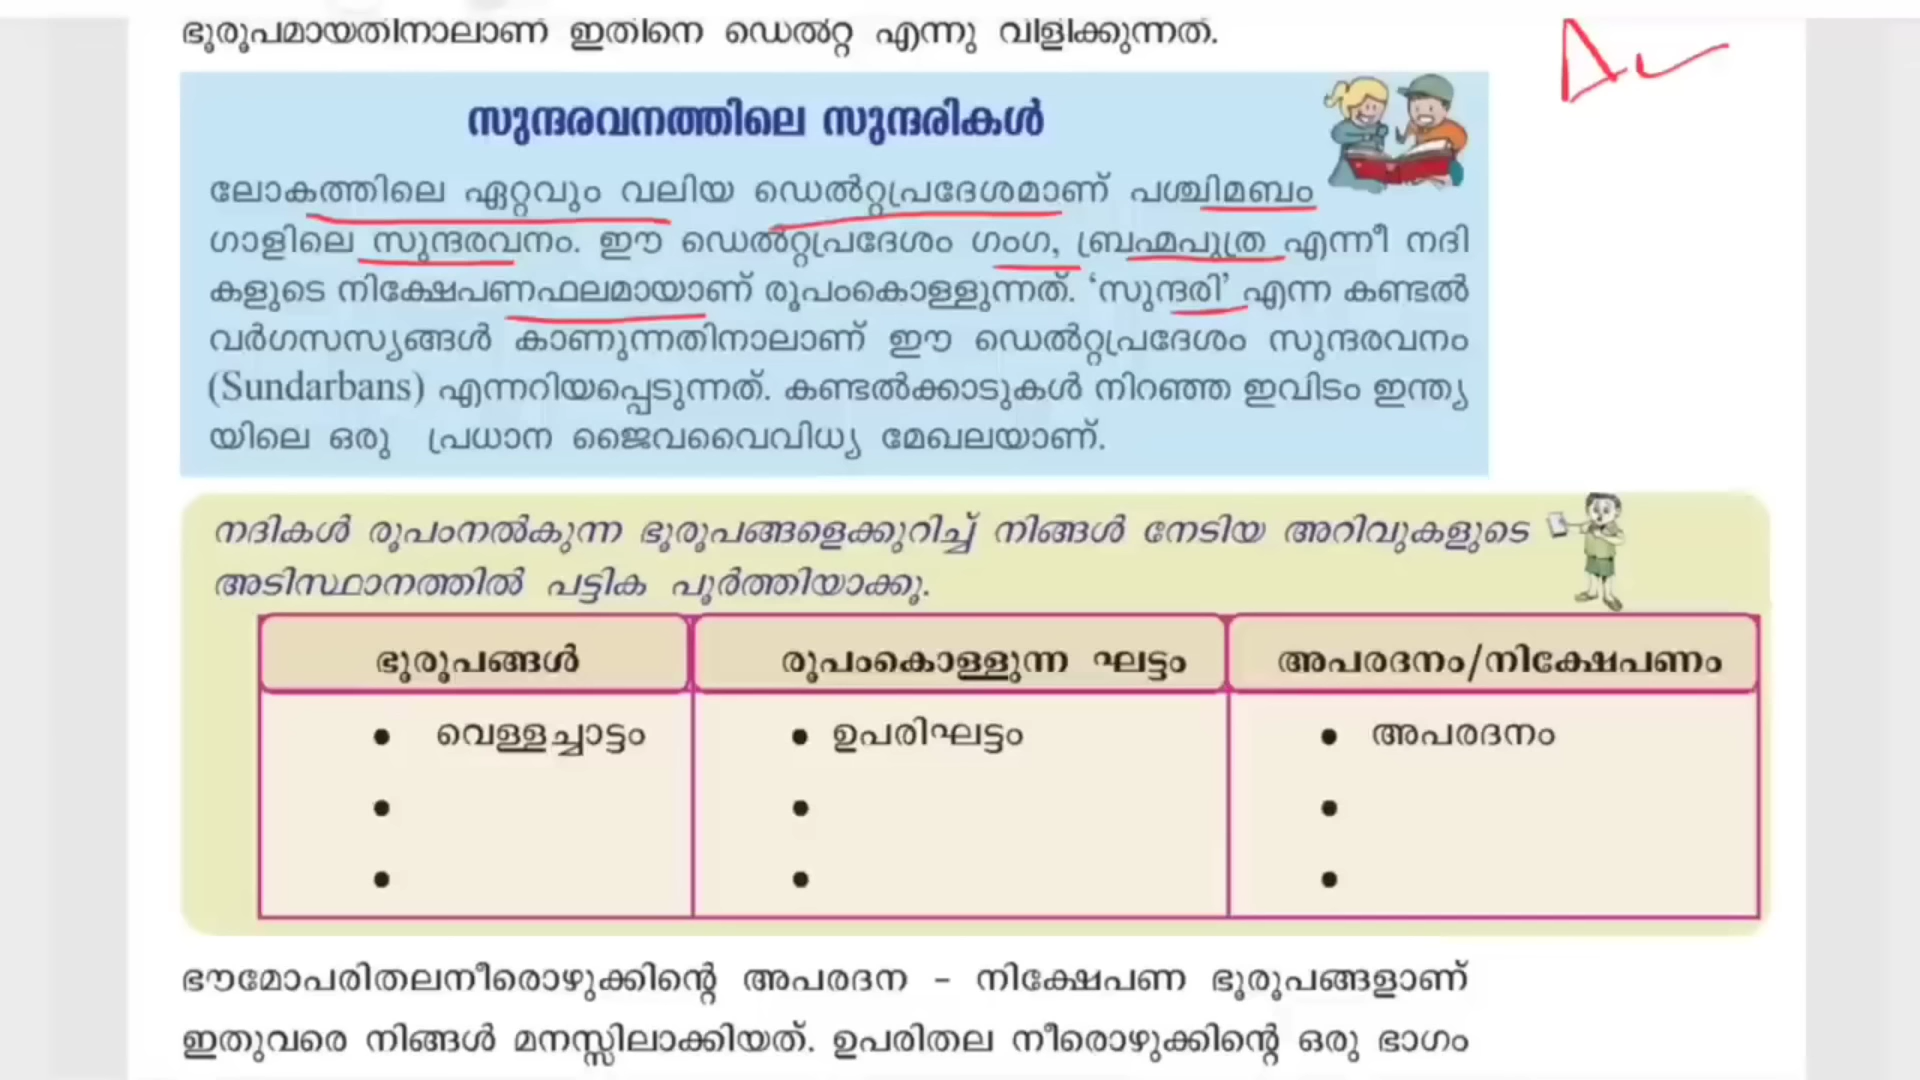 ഭൂരൂപമായതിനാലാണ് ഇതിനെ ഡെൽറ്റ എന്നു വിളിക്കുന്നത്.
സുന്ദരവനത്തിലെ സുന്ദരികൾ
ലോകത്തിലെ ഏറ്റവും വലിയ ഡെൽറ്റപ്രദേശമാണ് പശ്ചിമബം
ഗാളിലെ സുന്ദരവനം. ഈ ഡെൽറ്റപ്രദേശം ഗംഗ, ബ്രഹ്മപുത്ര എന്നീ നദി
കളുടെ നിക്ഷേപണഫലമായാണ് രൂപംകൊള്ളുന്നത്. ‘സുന്ദരി’ എന്ന കണ്ടൽ
വർഗസസ്യങ്ങൾ കാണുന്നതിനാലാണ് ഈ ഡെൽറ്റപ്രദേശം സുന്ദരവനം
(Sundarbans) എന്നറിയപ്പെടുന്നത്. കണ്ടൽക്കാടുകൾ നിറഞ്ഞ ഇവിടം ഇന്ത്യ
യിലെ ഒരു പ്രധാന ജൈവവൈവിധ്യ മേഖലയാണ്.
നദികൾ രൂപംനൽകുന്ന ഭൂരൂപങ്ങളെക്കുറിച്ച് നിങ്ങൾ നേടിയ അറിവുകളുടെ
അടിസ്ഥാനത്തിൽ പട്ടിക പൂർത്തിയാക്കൂ.
ഭൂരൂപങ്ങൾ രൂപംകൊള്ളുന്ന ഘട്ടം അപരദനം/നിക്ഷേപണം
• വെള്ളച്ചാട്ടം • ഉപരിഘട്ടം • അപരദനം
ഭൗമോപരിതലനീരൊഴുക്കിന്റെ അപരദന - നിക്ഷേപണ ഭൂരൂപങ്ങളാണ്
ഇതുവരെ നിങ്ങൾ മനസ്സിലാക്കിയത്. ഉപരിതല നീരൊഴുക്കിന്റെ ഒരു ഭാഗം